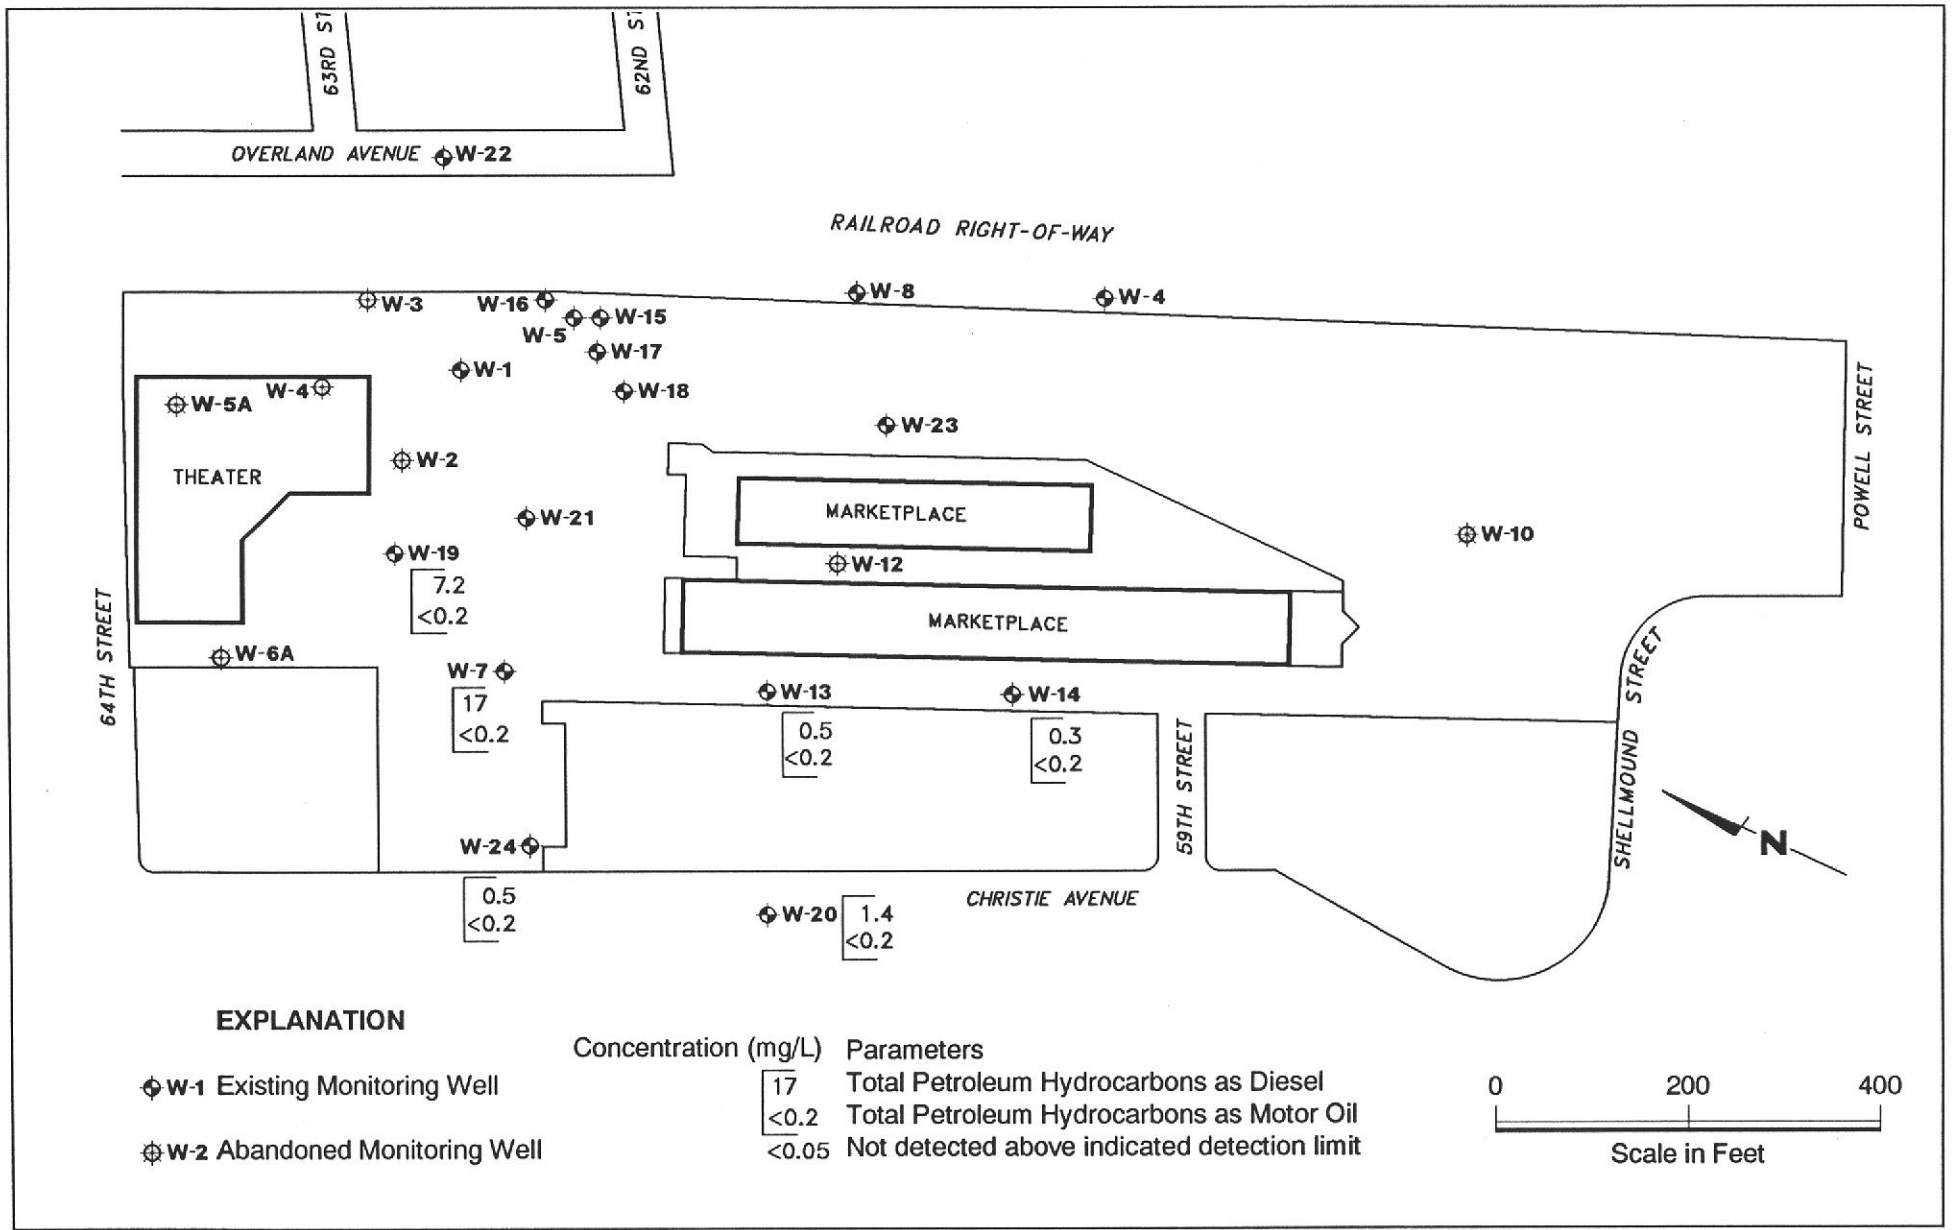 63RD ST
62ND ST
OVERLAND AVENUE
W-22
RAILROAD RIGHT-OF-WAY
W-3
W-16
W-8
W-4
W-5
W-15
W-17
W-1
W-18
W-4
W-5A
W-23
W-2
THEATER
MARKETPLACE
W-21
W-10
W-19
W-12
7.2
<0.2
MARKETPLACE
POWELL STREET
64TH STREET
W-6A
W-7
17
<0.2
W-13
0.5
<0.2
W-14
0.3
<0.2
59TH STREET
SHELLMOUND STREET
N
W-24
0.5
<0.2
W-20
1.4
<0.2
CHRISTIE AVENUE
EXPLANATION
W-1 Existing Monitoring Well
W-2 Abandoned Monitoring Well
Concentration (mg/L) Parameters
17 Total Petroleum Hydrocarbons as Diesel
<0.2 Total Petroleum Hydrocarbons as Motor Oil
<0.05 Not detected above indicated detection limit
0 200 400
Scale in Feet